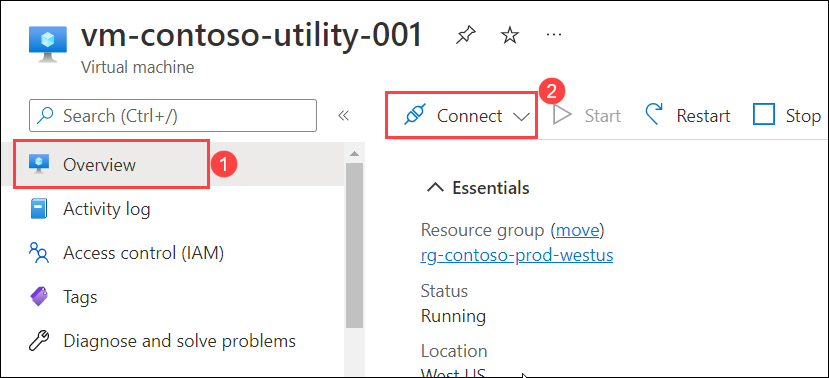 vm-contoso-utility-001
Virtual machine
Search (Ctrl+/)
«
Overview
1
Activity log
Access control (IAM)
Tags
Diagnose and solve problems
Connect
2
Start
Restart
Stop
Essentials
Resource group (move)
rg-contoso-prod-westus
Status
Running
Location
West US